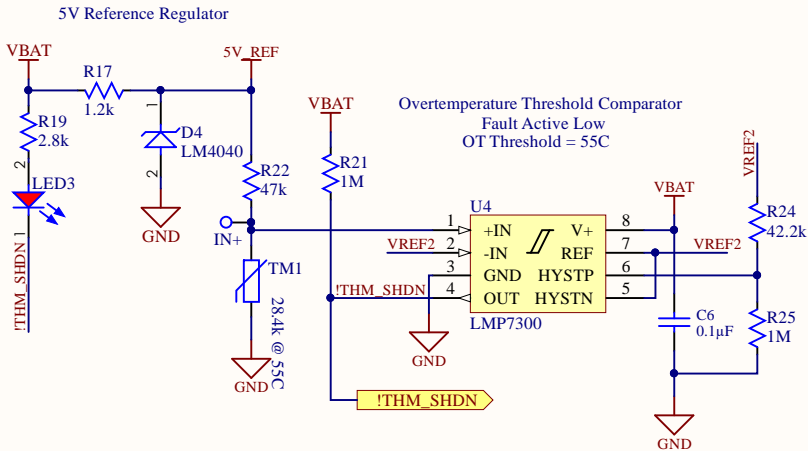 5V Reference Regulator
VBAT
5V_REF
R17
1.2k
R19
2.8k
2
LED3
1
!THM_SHDN
1
D4
LM4040
2
GND
R22
47k
IN+
TM1
28.4k @ 55C
GND
VBAT
R21
1M
Overtemperature Threshold Comparator
Fault Active Low
OT Threshold = 55C
U4
1 +IN V+ 8
VREF2 2 -IN REF 7 VREF2
3 GND HYSTP 6
!THM_SHDN 4 OUT HYSTN 5
LMP7300
GND
!THM_SHDN
VBAT
C6
0.1µF
VREF2
R24
42.2k
R25
1M
GND